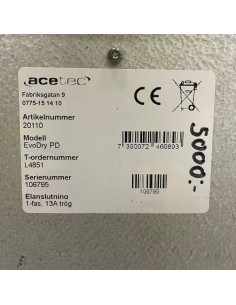 acetec
Fabriksgatan 9
0775-15 14 10
CE
Artikelnummer
20110
Modell
EvoDry PD
7 350072 460893
T-ordernummer
L4851
Serienummer
106795
106795
Elanslutning
1-fas, 13A trög
5000:-